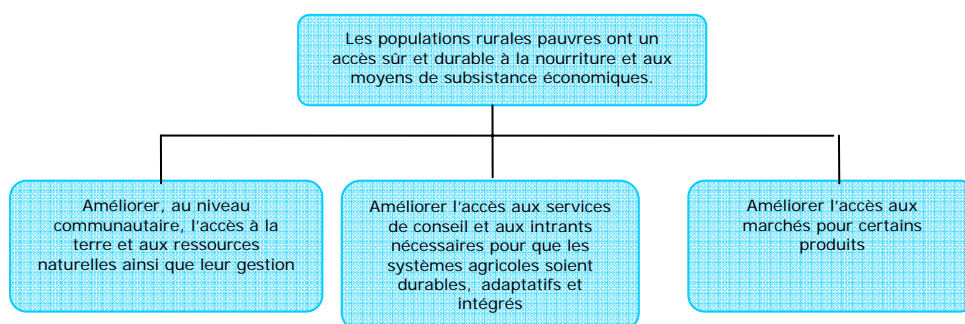 Les populations rurales pauvres ont un
accès sûr et durable à la nourriture et aux
moyens de subsistance économiques.
Améliorer, au niveau
communautaire, l'accès à la
terre et aux ressources
naturelles ainsi que leur gestion
Améliorer l'accès aux services
de conseil et aux intrants
nécessaires pour que les
systèmes agricoles soient
durables, adaptatifs et
intégrés
Améliorer l'accès aux
marchés pour certains
produits